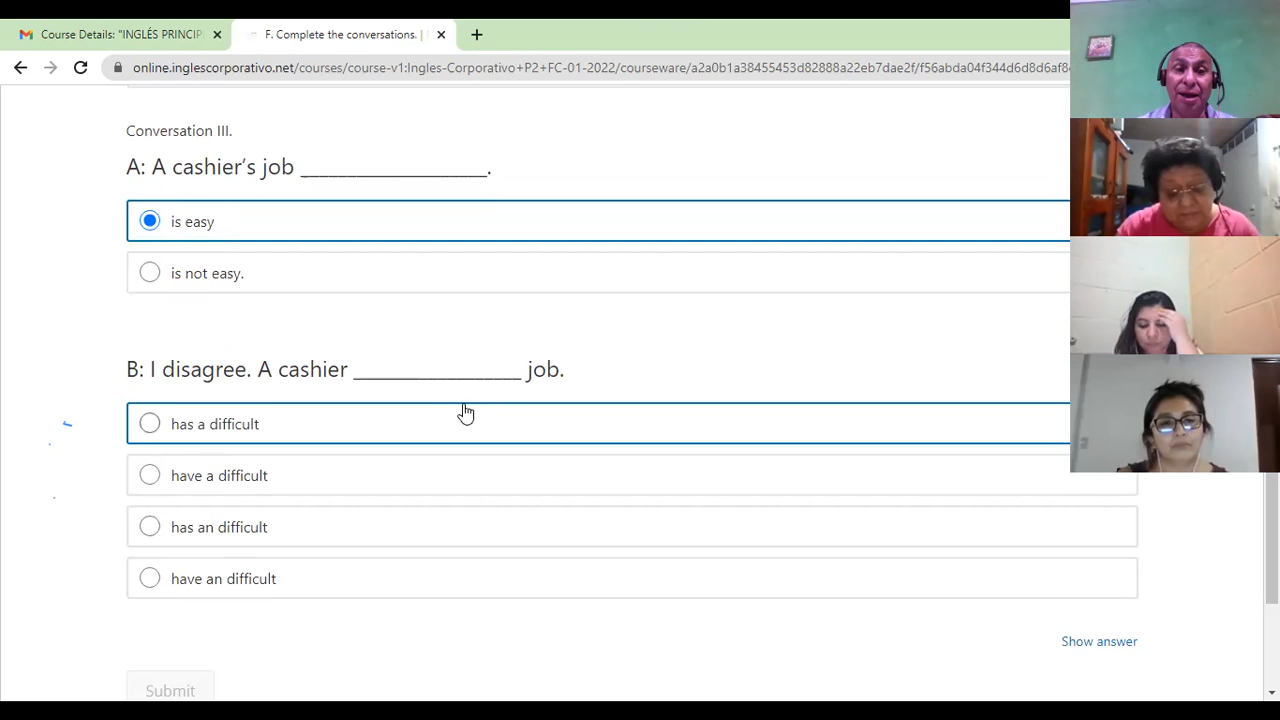 Course Details: "INGLÉS PRINCIP
F. Complete the conversations. |
online.inglescorporativo.net/courses/course-v1:Ingles-Corporativo+P2+FC-01-2022/courseware/a2a0b1a38455453d82888a22eb7dae2f/f56abda04f344d6d8d6af8
Conversation III.
A: A cashier’s job ____________________.
is easy
is not easy.
B: I disagree. A cashier __________________ job.
has a difficult
have a difficult
has an difficult
have an difficult
Show answer
Submit